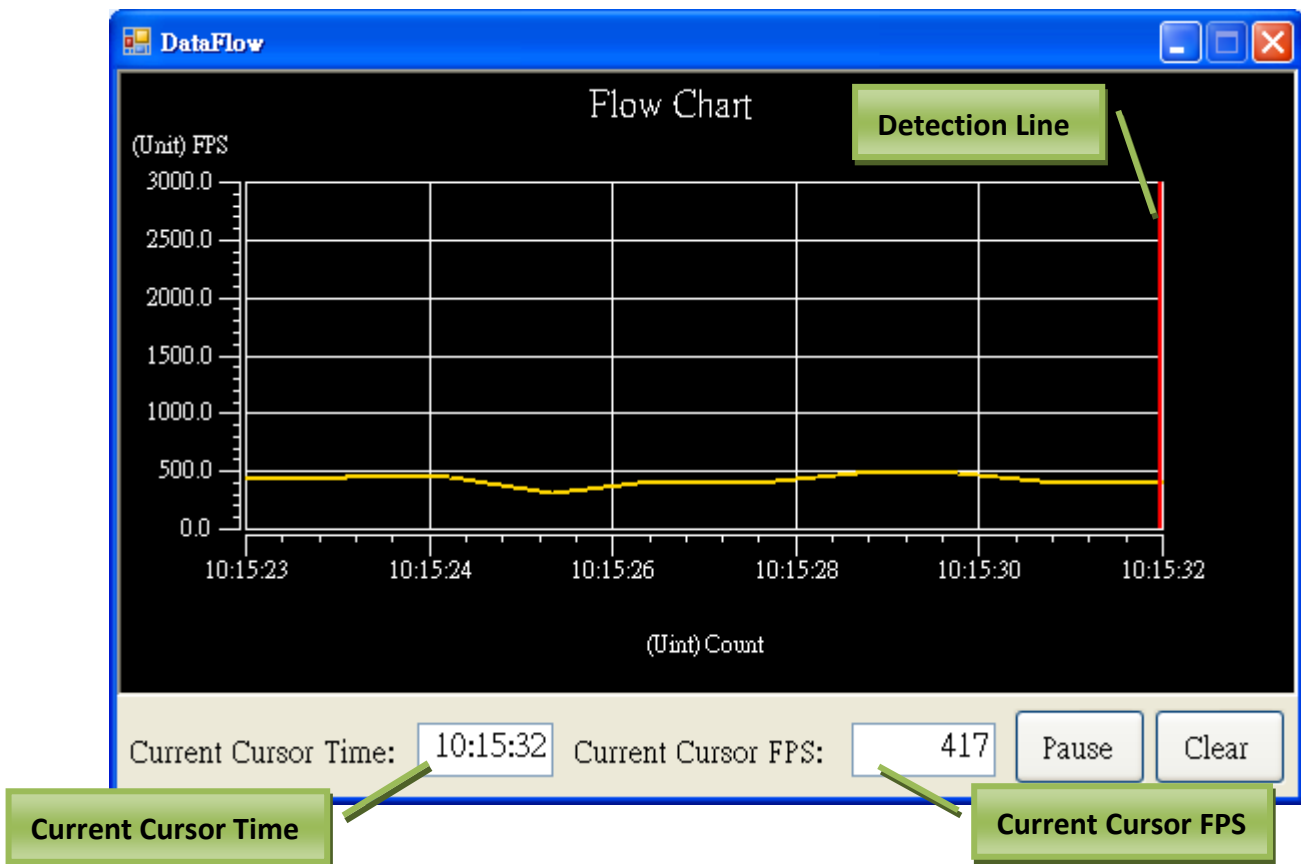 DataFlow
Flow Chart
Detection Line
(Unit) FPS
3000.0
2500.0
2000.0
1500.0
1000.0
500.0
0.0
10:15:23 10:15:24 10:15:26 10:15:28 10:15:30 10:15:32
(Uint) Count
Current Cursor Time: 10:15:32 Current Cursor FPS: 417 Pause Clear
Current Cursor Time
Current Cursor FPS